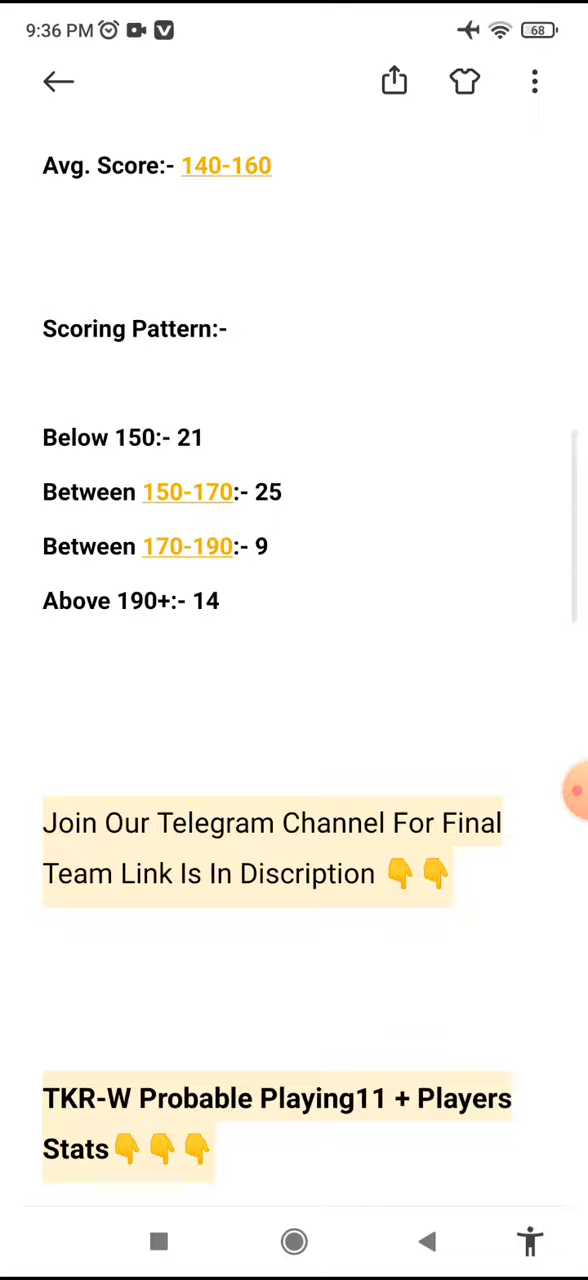 9:36 PM
68
Avg. Score:- 140-160
Scoring Pattern:-
Below 150:- 21
Between 150-170:- 25
Between 170-190:- 9
Above 190+:- 14
Join Our Telegram Channel For Final
Team Link Is In Discription 👇👇
TKR-W Probable Playing11 + Players
Stats👇👇👇